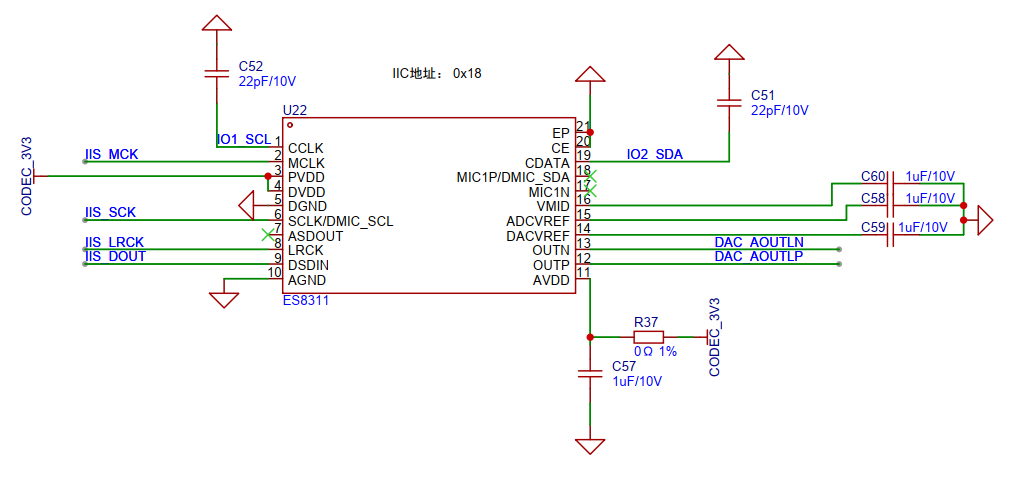 C52
22pF/10V
IIC地址：0x18
C51
22pF/10V
U22
IO1_SCL
IO2_SDA
CODEC_3V3
IIS_MCK
IIS_SCK
IIS_LRCK
IIS_DOUT
1 CCLK
2 MCLK
3 PVDD
4 DVDD
5 DGND
6 SCLK/DMIC_SCL
7 ASDOUT
8 LRCK
9 DSDIN
10 AGND
EP 21
CE 20
CDATA 19
MIC1P/DMIC_SDA 18
MIC1N 17
VMID 16
ADCVREF 15
DACVREF 14
OUTN 13
OUTP 12
AVDD 11
ES8311
C60 1uF/10V
C58 1uF/10V
C59 1uF/10V
DAC_AOUTLN
DAC_AOUTLP
R37
0Ω 1%
CODEC_3V3
C57
1uF/10V